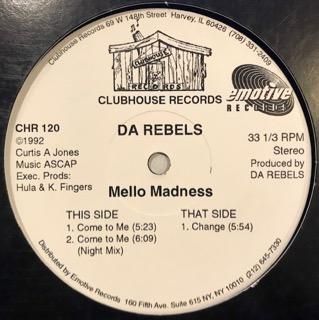 Clubhouse Records 69 W 148th Street Harvey, IL 60426 (708) 331-2409
Clubhouse
RECORDS
CLUBHOUSE RECORDS
emotive
RECORDS
CHR 120
©1992
Curtis A Jones
Music ASCAP
Exec. Prods:
Hula & K. Fingers
DA REBELS
33 1/3 RPM
Stereo
Produced by
DA REBELS
Mello Madness
THIS SIDE
1. Come to Me (5:23)
2. Come to Me (6:09)
(Night Mix)
THAT SIDE
1. Change (5:54)
Distributed by Emotive Records 160 Fifth Ave. Suite 615 NY, NY 10010 (212) 645-7330